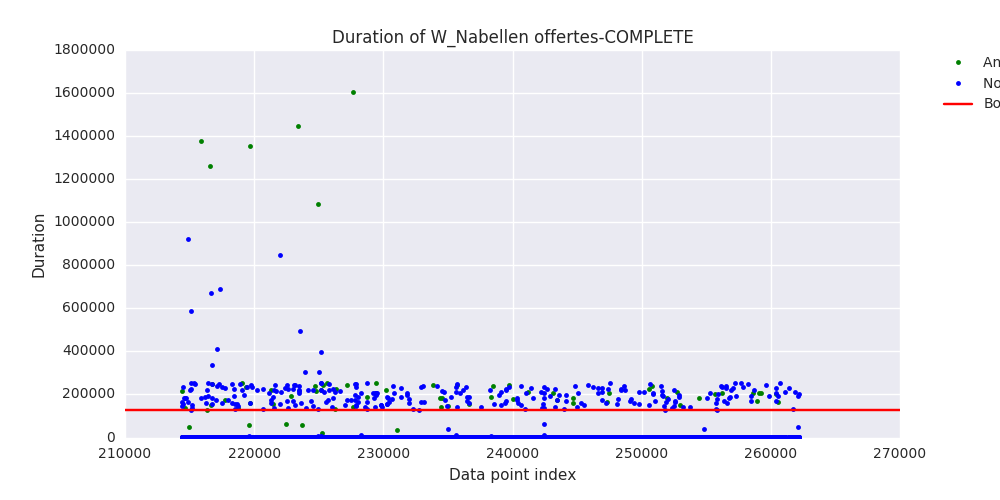 Duration of W_Nabellen offertes-COMPLETE
1800000
1600000
1400000
1200000
1000000
800000
600000
400000
200000
0
Duration
210000 220000 230000 240000 250000 260000 270000
Data point index
An
No
Bo